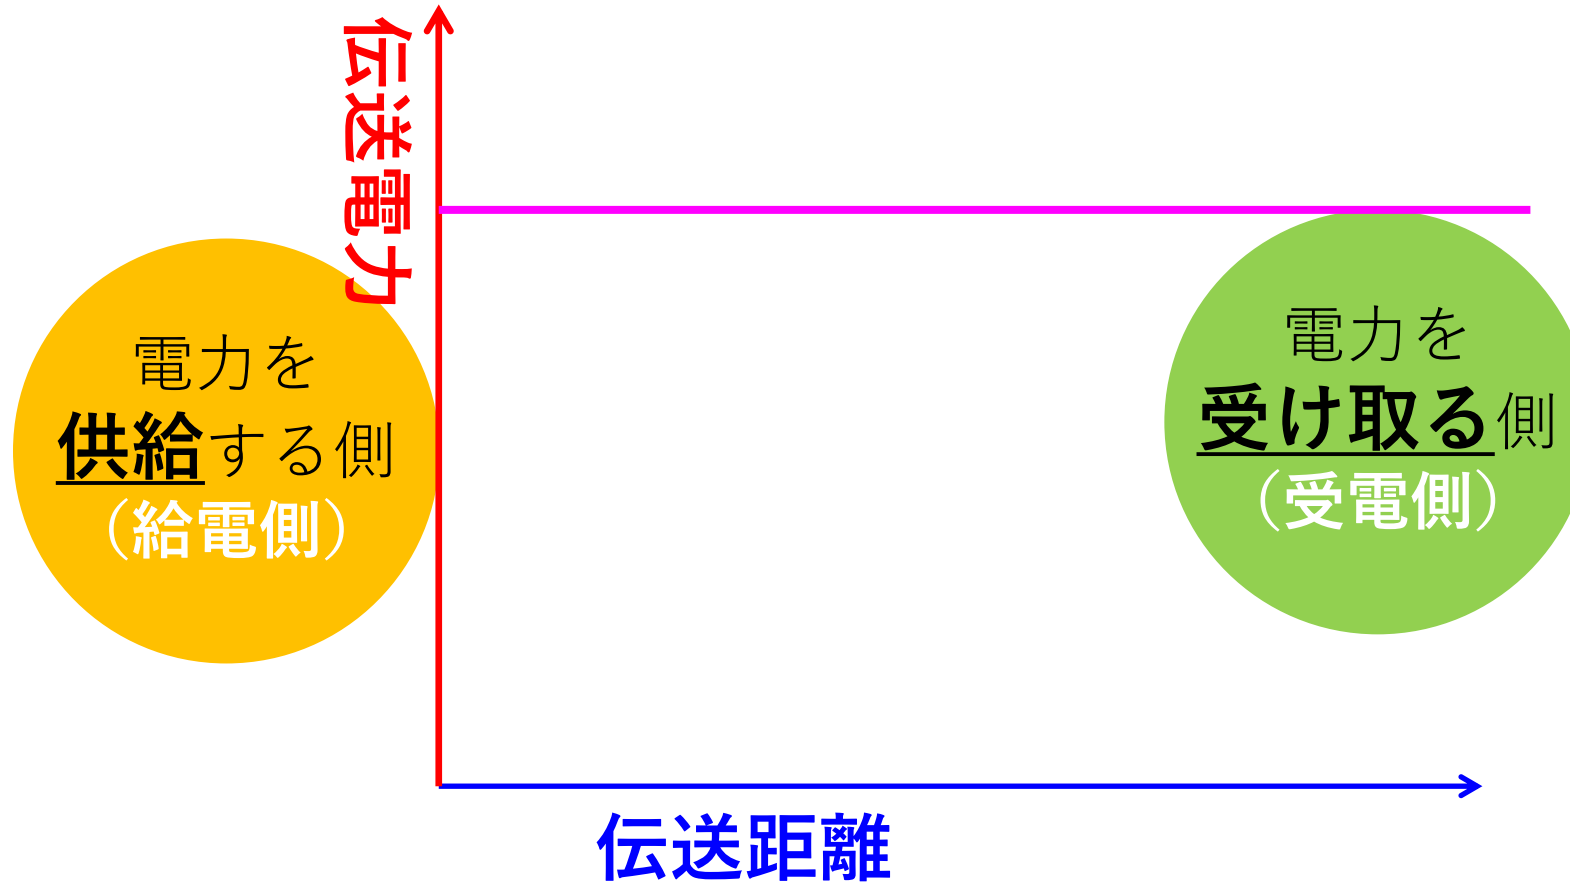 伝送電力
電力を
供給する側
（給電側）
電力を
受け取る側
（受電側）
伝送距離